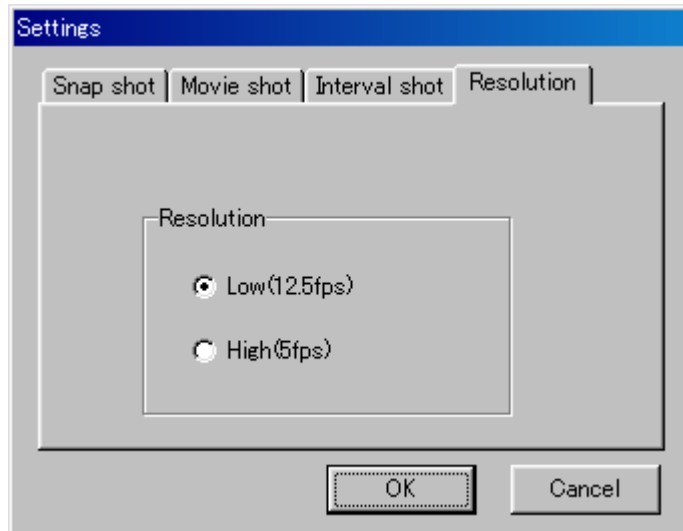 Settings
Snap shot Movie shot Interval shot Resolution
Resolution
Low(12.5fps)
High(5fps)
OK Cancel